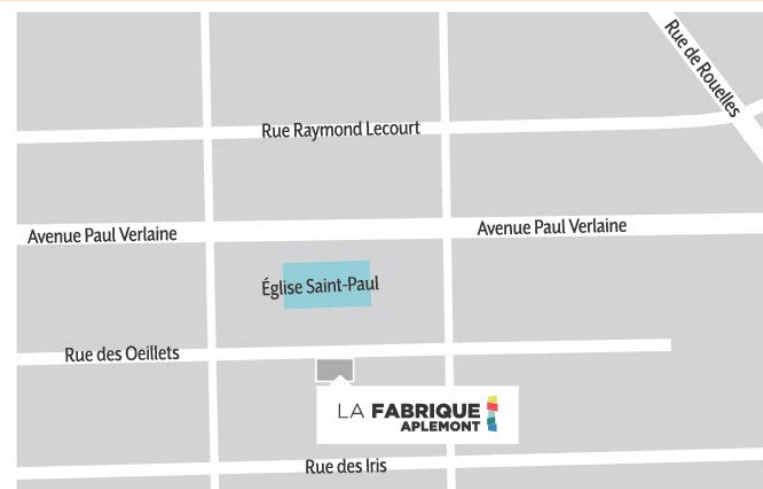 Rue de Rouelles
Rue Raymond Lecourt
Avenue Paul Verlaine
Avenue Paul Verlaine
Église Saint-Paul
Rue des Oeillets
LA FABRIQUE
APLEMONT
Rue des Iris